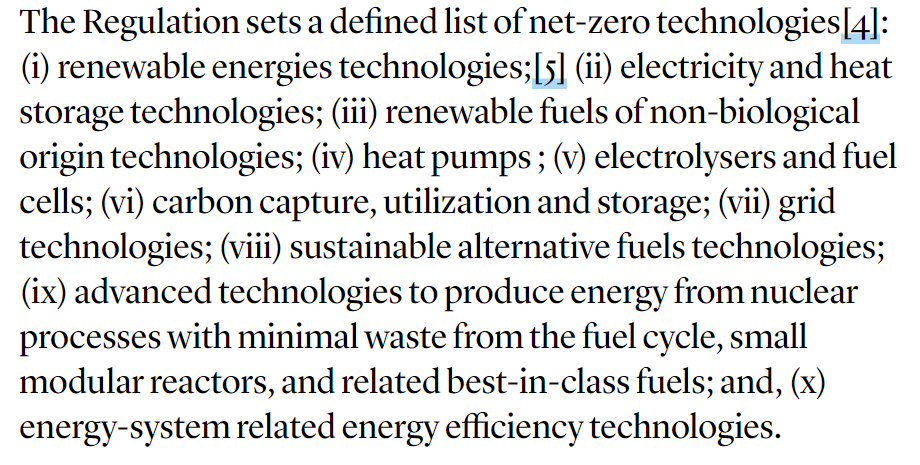 The Regulation sets a defined list of net-zero technologies[4]:
(i) renewable energies technologies;[5] (ii) electricity and heat
storage technologies; (iii) renewable fuels of non-biological
origin technologies; (iv) heat pumps ; (v) electrolysers and fuel
cells; (vi) carbon capture, utilization and storage; (vii) grid
technologies; (viii) sustainable alternative fuels technologies;
(ix) advanced technologies to produce energy from nuclear
processes with minimal waste from the fuel cycle, small
modular reactors, and related best-in-class fuels; and, (x)
energy-system related energy efficiency technologies.